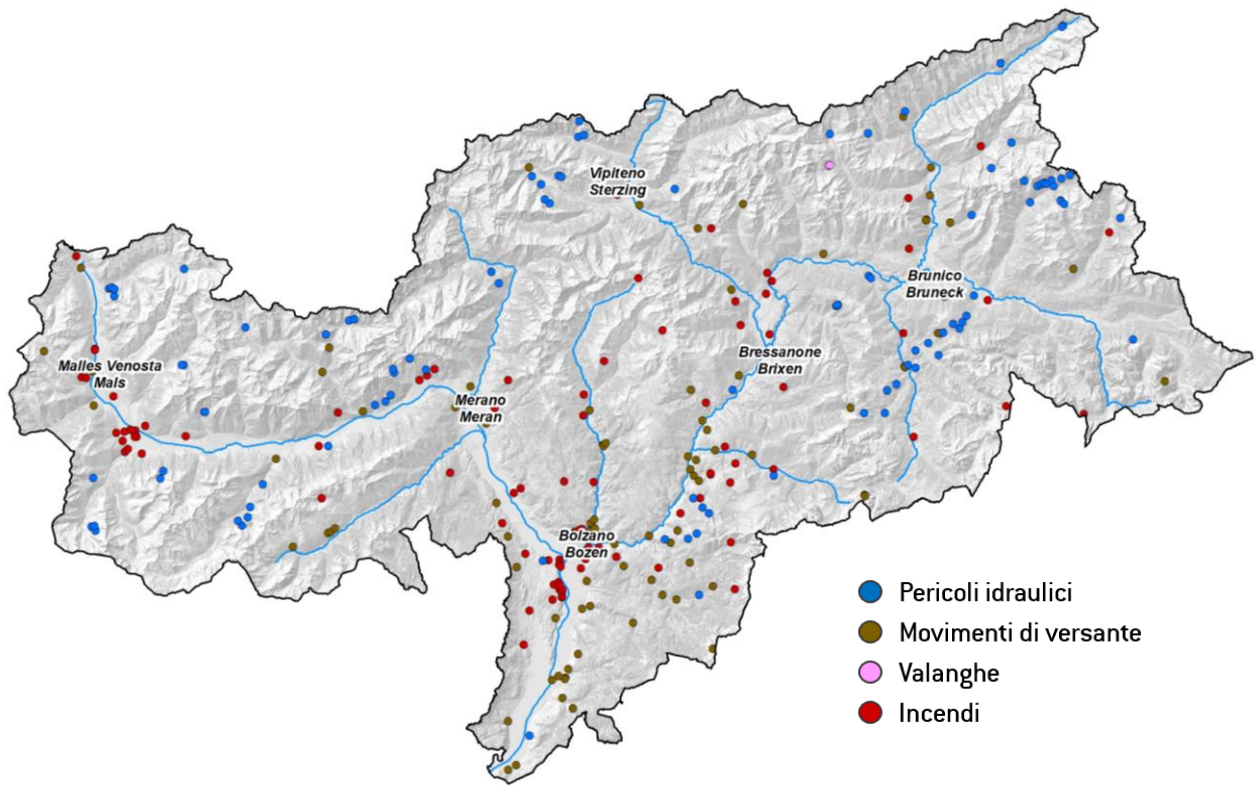 Vipiteno
Sterzing
Brunico
Bruneck
Malles Venosta
Mals
Bressanone
Brixen
Merano
Meran
Bolzano
Bozen
Pericoli idraulici
Movimenti di versante
Valanghe
Incendi